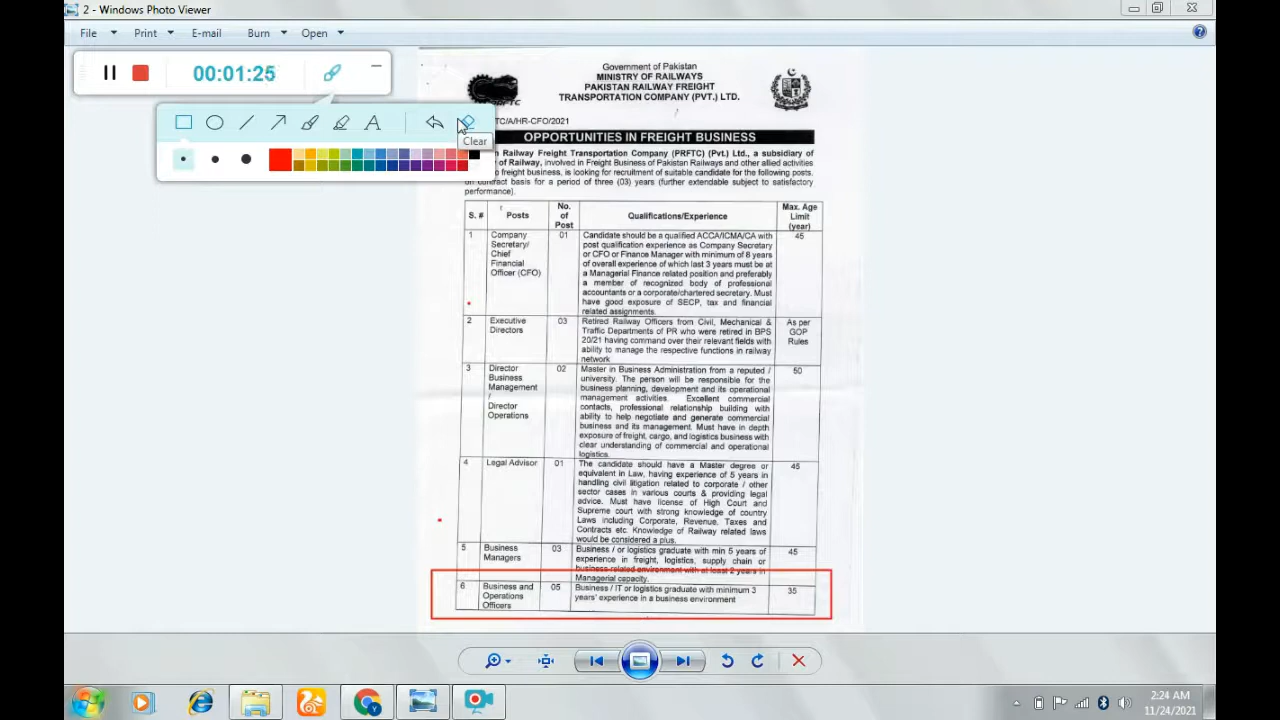 2 - Windows Photo Viewer
File Print E-mail Burn Open
00:01:25
Clear
Government of Pakistan
MINISTRY OF RAILWAYS
PAKISTAN RAILWAY FREIGHT
TRANSPORTATION COMPANY (PVT.) LTD.
TC/A/HR-CFO/2021
OPPORTUNITIES IN FREIGHT BUSINESS
n Railway Freight Transportation Company (PRFTC) (Pvt.) Ltd., a subsidiary of
y of Railway, involved in Freight Business of Pakistan Railways and other allied activities
o freight business, is looking for recruitment of suitable candidate for the following posts,
on contract basis for a period of three (03) years (further extendable subject to satisfactory
performance).
S. # Posts No. of Post Qualifications/Experience Max. Age Limit (year)
1 Company Secretary/ Chief Financial Officer (CFO) 01 45
Candidate should be a qualified ACCA/ICMA/CA with
post qualification experience as Company Secretary
or CFO or Finance Manager with minimum of 8 years
of overall experience of which last 3 years must be at
a Managerial Finance related position and preferably
a member of recognized body of professional
accountants or a corporate/chartered secretary. Must
have good exposure of SECP, tax and financial
related assignments.
2 Executive Directors 03 As per GOP Rules
Retired Railway Officers from Civil, Mechanical &
Traffic Departments of PR who were retired in BPS
20/21 having command over their relevant fields with
ability to manage the respective functions in railway
network
3 Director Business Management / Director Operations 02 50
Master in Business Administration from a reputed /
university. The person will be responsible for the
business planning, development and its operational
management activities. Excellent commercial
contacts, professional relationship building with
ability to help negotiate and generate commercial
business and its management. Must have in depth
exposure of freight, cargo, and logistics business with
clear understanding of commercial and operational
logistics.
4 Legal Advisor 01 45
The candidate should have a Master degree or
equivalent in Law, having experience of 5 years in
handling civil litigation related to corporate / other
sector cases in various courts & providing legal
advice. Must have license of High Court and
Supreme court with strong knowledge of country
Laws including Corporate, Revenue, Taxes and
Contracts etc. Knowledge of Railway related laws
would be considered a plus.
5 Business Managers 03 45
Business / or logistics graduate with min 5 years of
experience in freight, logistics, supply chain or
business related environment with at least 2 years in
Managerial capacity.
6 Business and Operations Officers 05 35
Business / IT or logistics graduate with minimum 3
years' experience in a business environment
2:24 AM
11/24/2021